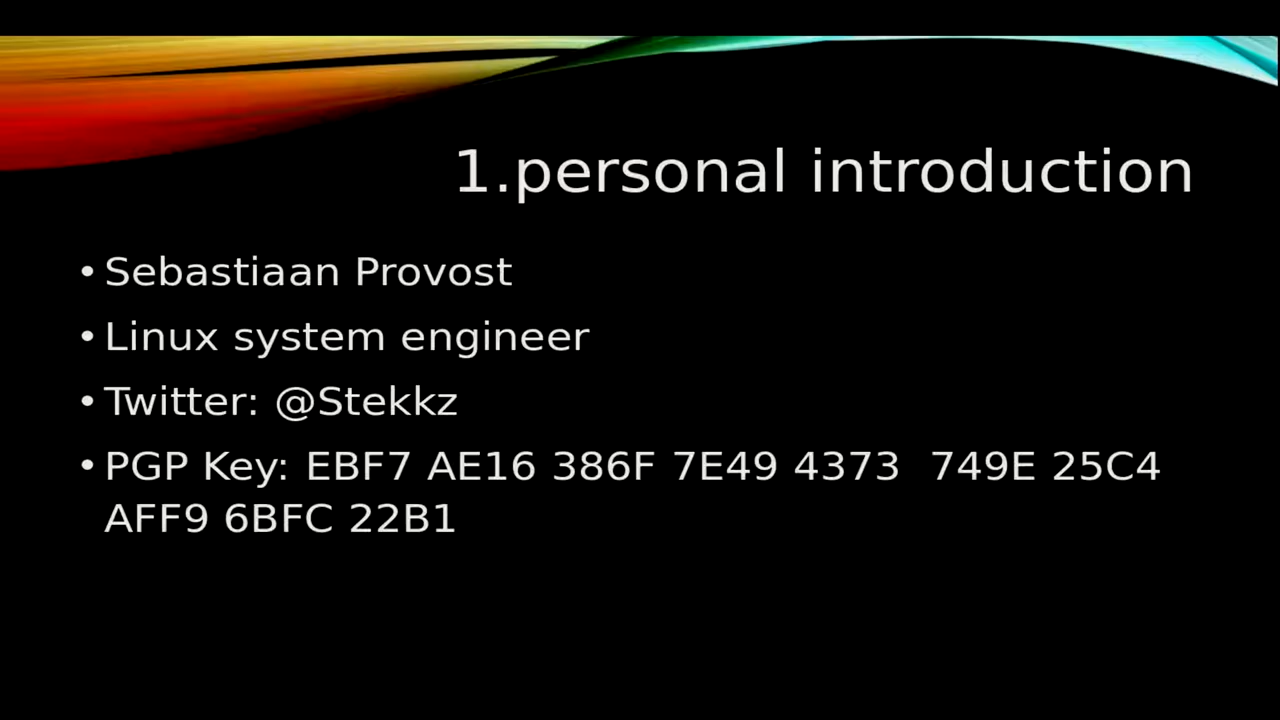 1.personal introduction
• Sebastiaan Provost
• Linux system engineer
• Twitter: @Stekkz
• PGP Key: EBF7 AE16 386F 7E49 4373  749E 25C4
AFF9 6BFC 22B1